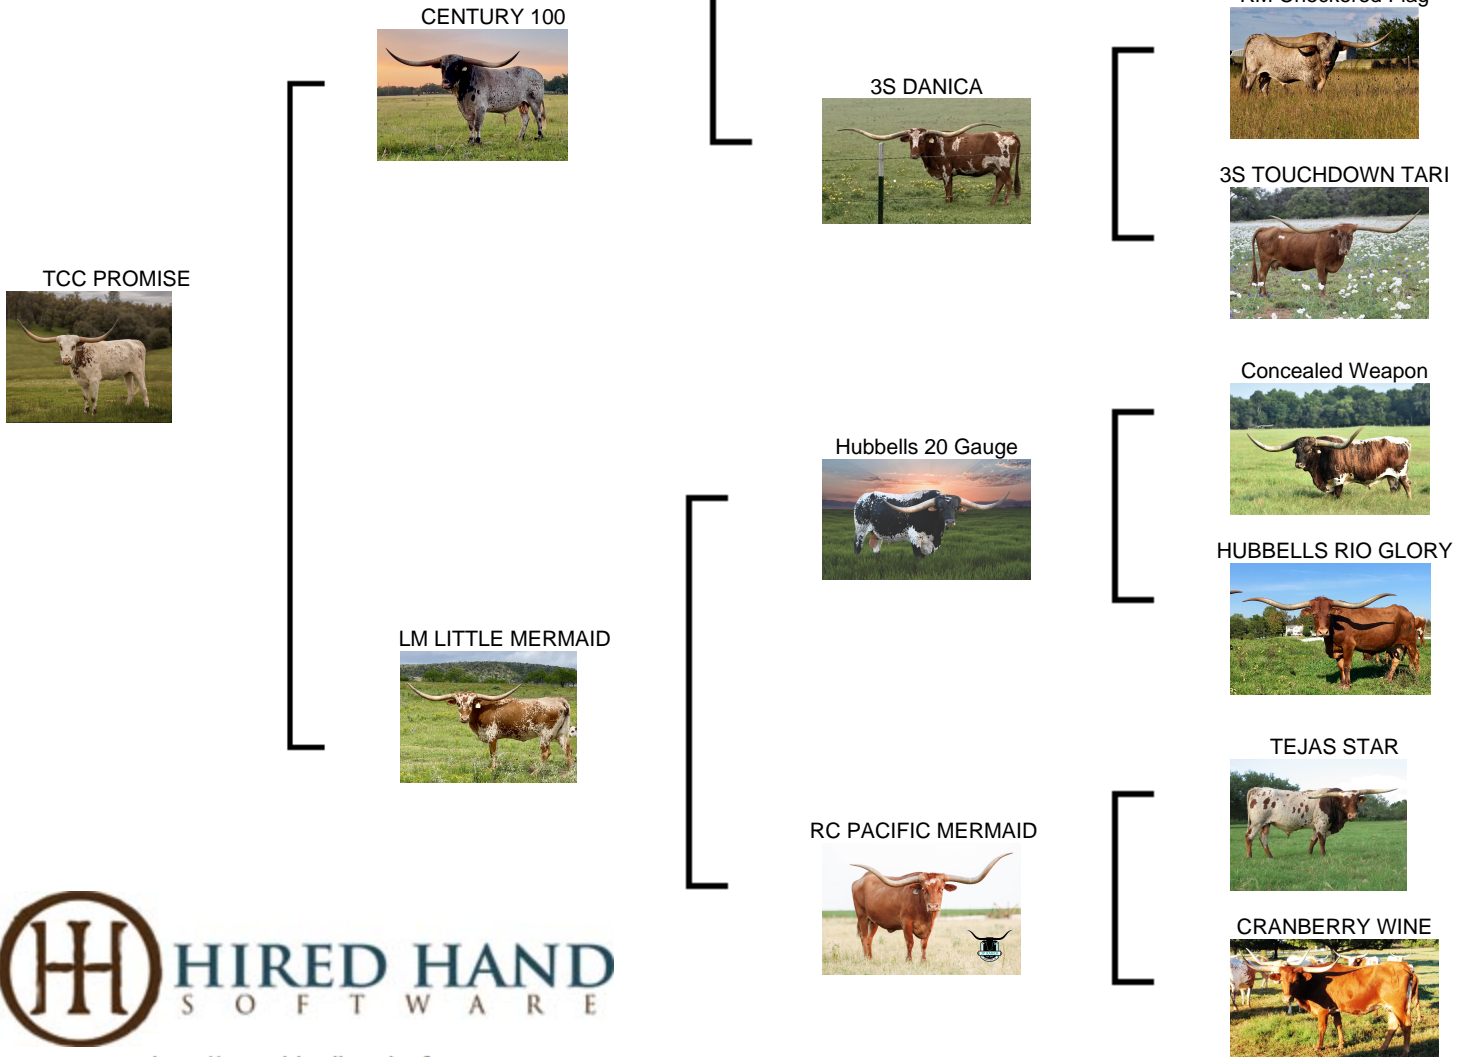 CENTURY 100
3S DANICA
3S TOUCHDOWN TARI
TCC PROMISE
Concealed Weapon
Hubbells 20 Gauge
HUBBELLS RIO GLORY
LM LITTLE MERMAID
TEJAS STAR
RC PACIFIC MERMAID
CRANBERRY WINE
HIRED HAND
SOFTWARE